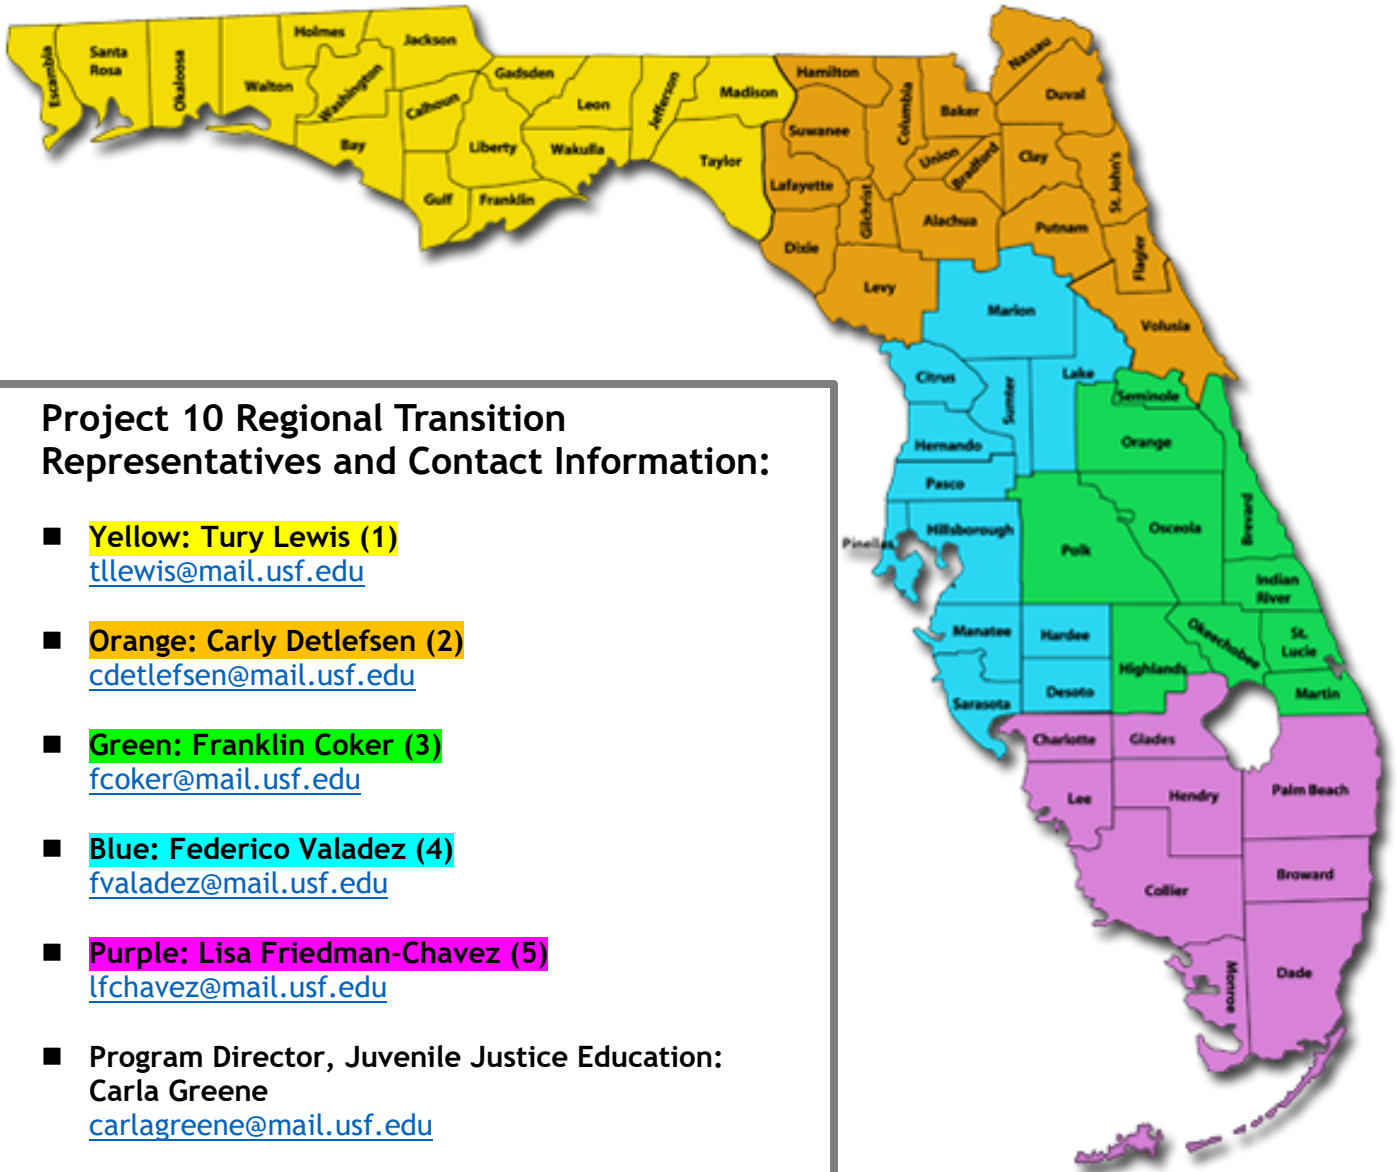 Escambia
Santa
Rosa
Okaloosa
Walton
Holmes
Washington
Jackson
Bay
Calhoun
Gulf
Gadsden
Liberty
Franklin
Leon
Wakulla
Jefferson
Madison
Taylor
Hamilton
Suwanee
Lafayette
Dixie
Columbia
Gilchrist
Levy
Baker
Union
Bradford
Alachua
Nassau
Duval
Clay
St. John's
Putnam
Flagler
Volusia
Marion
Citrus
Sumter
Lake
Hernando
Pasco
Pinellas
Hillsborough
Manatee
Hardee
Sarasota
Desoto
Seminole
Orange
Osceola
Brevard
Polk
Indian
River
Okeechobee
St.
Lucie
Highlands
Martin
Charlotte
Glades
Lee
Hendry
Palm Beach
Collier
Broward
Monroe
Dade
Project 10 Regional Transition
Representatives and Contact Information:
■ Yellow: Tury Lewis (1)
tllewis@mail.usf.edu
■ Orange: Carly Detlefsen (2)
cdetlefsen@mail.usf.edu
■ Green: Franklin Coker (3)
fcoker@mail.usf.edu
■ Blue: Federico Valadez (4)
fvaladez@mail.usf.edu
■ Purple: Lisa Friedman-Chavez (5)
lfchavez@mail.usf.edu
■ Program Director, Juvenile Justice Education:
Carla Greene
carlagreene@mail.usf.edu